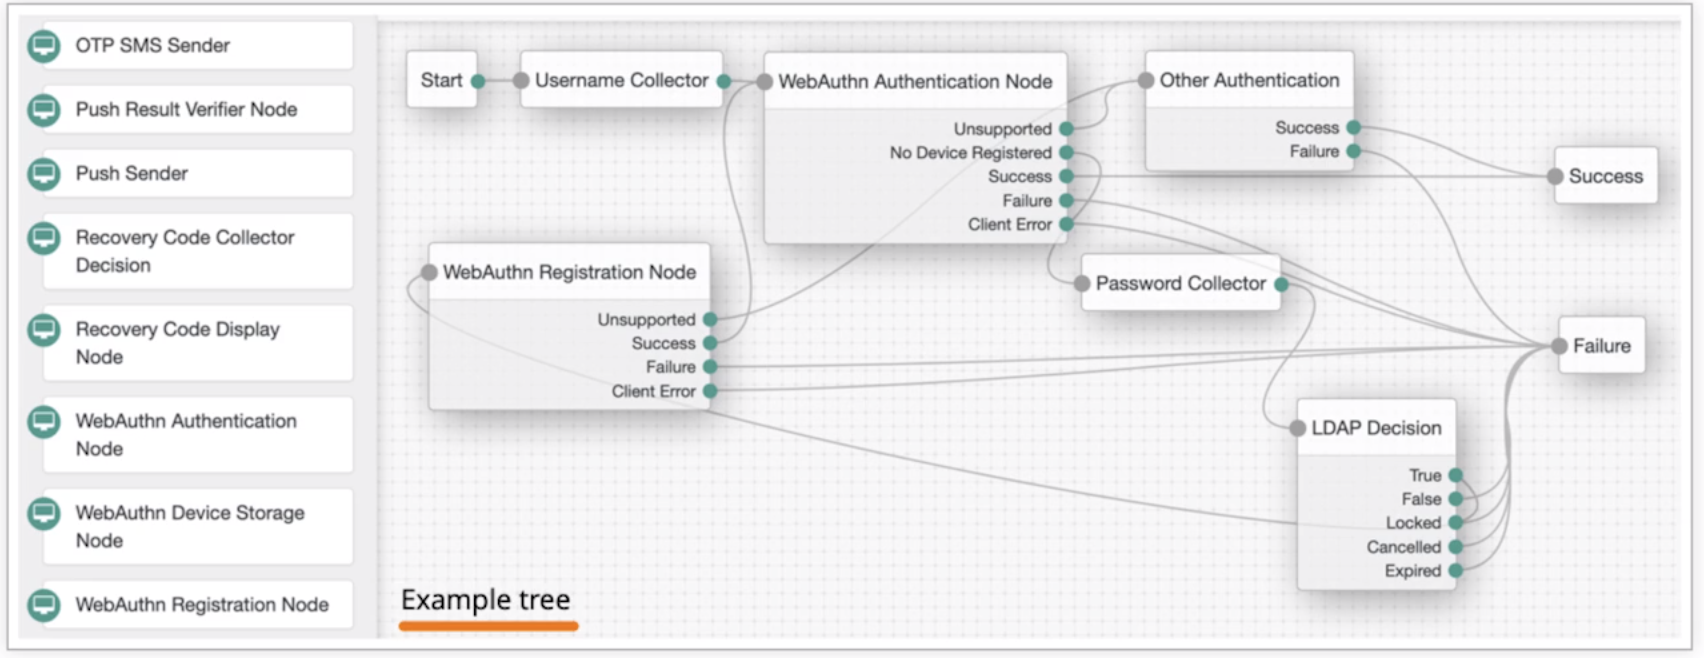 OTP SMS Sender
Push Result Verifier Node
Push Sender
Recovery Code Collector
Decision
Recovery Code Display
Node
WebAuthn Authentication
Node
WebAuthn Device Storage
Node
WebAuthn Registration Node
Start
Username Collector
WebAuthn Authentication Node
Unsupported
No Device Registered
Success
Failure
Client Error
Other Authentication
Success
Failure
Success
WebAuthn Registration Node
Unsupported
Success
Failure
Client Error
Password Collector
Failure
LDAP Decision
True
False
Locked
Cancelled
Expired
Example tree